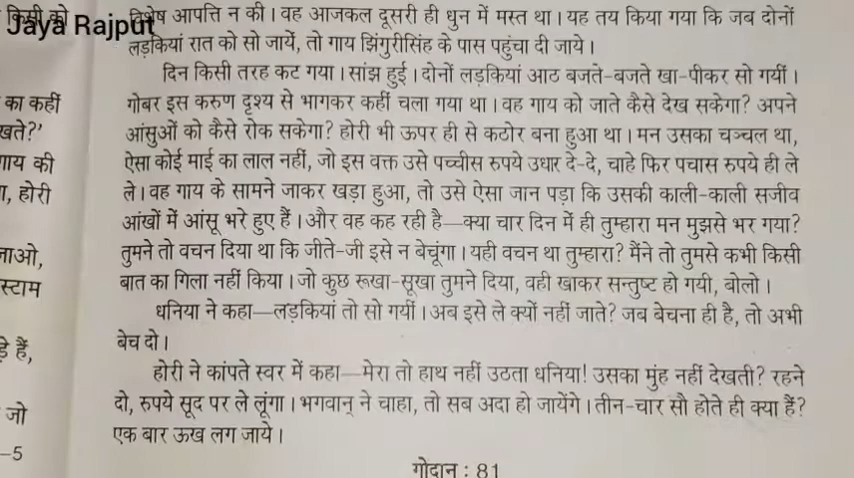 Jaya Rajput
किसी को
का कहीं
खते?’
गाय की
ा, होरी
नाओ,
स्टाम
ड़े हैं,
जो
–5
विशेष आपत्ति न की। वह आजकल दूसरी ही धुन में मस्त था। यह तय किया गया कि जब दोनों
लड़कियां रात को सो जायें, तो गाय झिंगुरीसिंह के पास पहुंचा दी जाये।
दिन किसी तरह कट गया। सांझ हुई। दोनों लड़कियां आठ बजते-बजते खा-पीकर सो गयीं।
गोबर इस करुण दृश्य से भागकर कहीं चला गया था। वह गाय को जाते कैसे देख सकेगा? अपने
आंसुओं को कैसे रोक सकेगा? होरी भी ऊपर ही से कठोर बना हुआ था। मन उसका चञ्चल था,
ऐसा कोई माई का लाल नहीं, जो इस वक्त उसे पच्चीस रुपये उधार दे-दे, चाहे फिर पचास रुपये ही ले
ले। वह गाय के सामने जाकर खड़ा हुआ, तो उसे ऐसा जान पड़ा कि उसकी काली-काली सजीव
आंखों में आंसू भरे हुए हैं। और वह कह रही है—क्या चार दिन में ही तुम्हारा मन मुझसे भर गया?
तुमने तो वचन दिया था कि जीते-जी इसे न बेचूंगा। यही वचन था तुम्हारा? मैंने तो तुमसे कभी किसी
बात का गिला नहीं किया। जो कुछ रूखा-सूखा तुमने दिया, वही खाकर सन्तुष्ट हो गयी, बोलो।
धनिया ने कहा—लड़कियां तो सो गयीं। अब इसे ले क्यों नहीं जाते? जब बेचना ही है, तो अभी
बेच दो।
होरी ने कांपते स्वर में कहा—मेरा तो हाथ नहीं उठता धनिया! उसका मुंह नहीं देखती? रहने
दो, रुपये सूद पर ले लूंगा। भगवान् ने चाहा, तो सब अदा हो जायेंगे। तीन-चार सौ होते ही क्या हैं?
एक बार ऊख लग जाये।
गोदान : 81